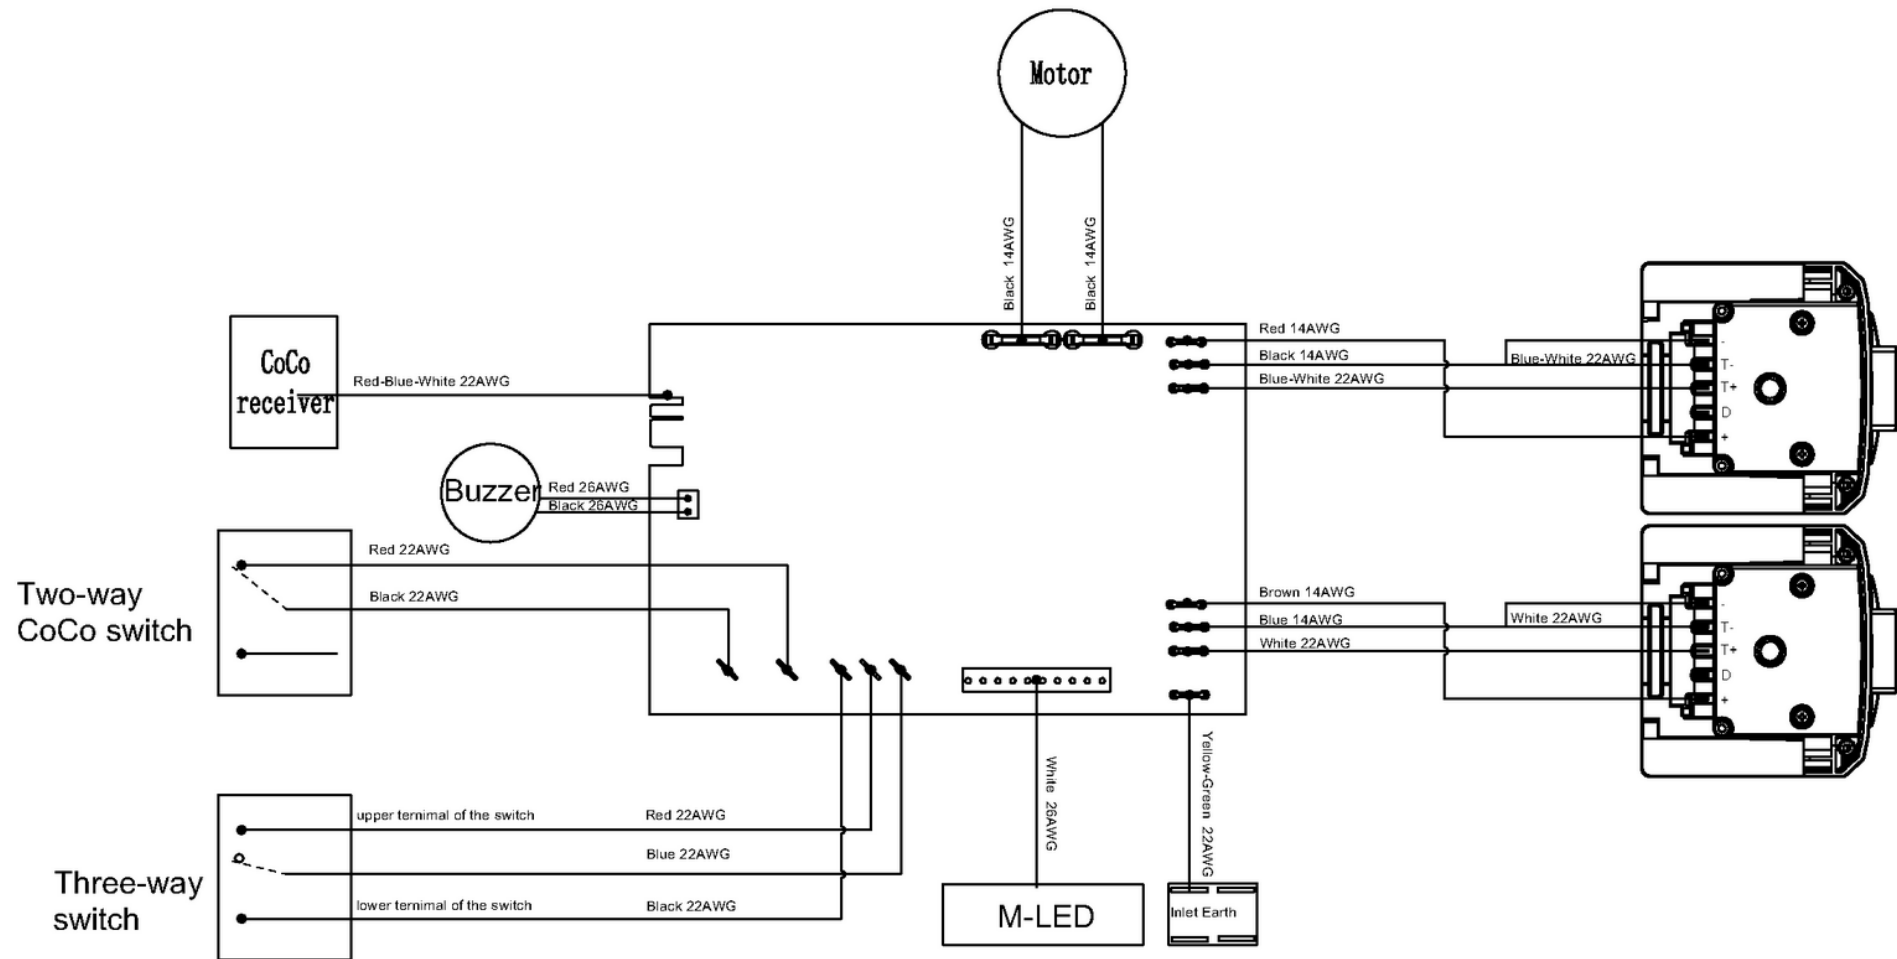 Motor
Black 14AWG
Black 14AWG
Red 14AWG
Black 14AWG
Blue-White 22AWG
Blue-White 22AWG
-
T-
T+
D
+
CoCo
receiver
Red-Blue-White 22AWG
Buzzer
Red 26AWG
Black 26AWG
Two-way
CoCo switch
Red 22AWG
Black 22AWG
Brown 14AWG
Blue 14AWG
White 22AWG
White 22AWG
-
T-
T+
D
+
Three-way
switch
upper ternimal of the switch
Red 22AWG
Blue 22AWG
lower ternimal of the switch
Black 22AWG
White 26AWG
M-LED
Yellow-Green 22AWG
Inlet Earth